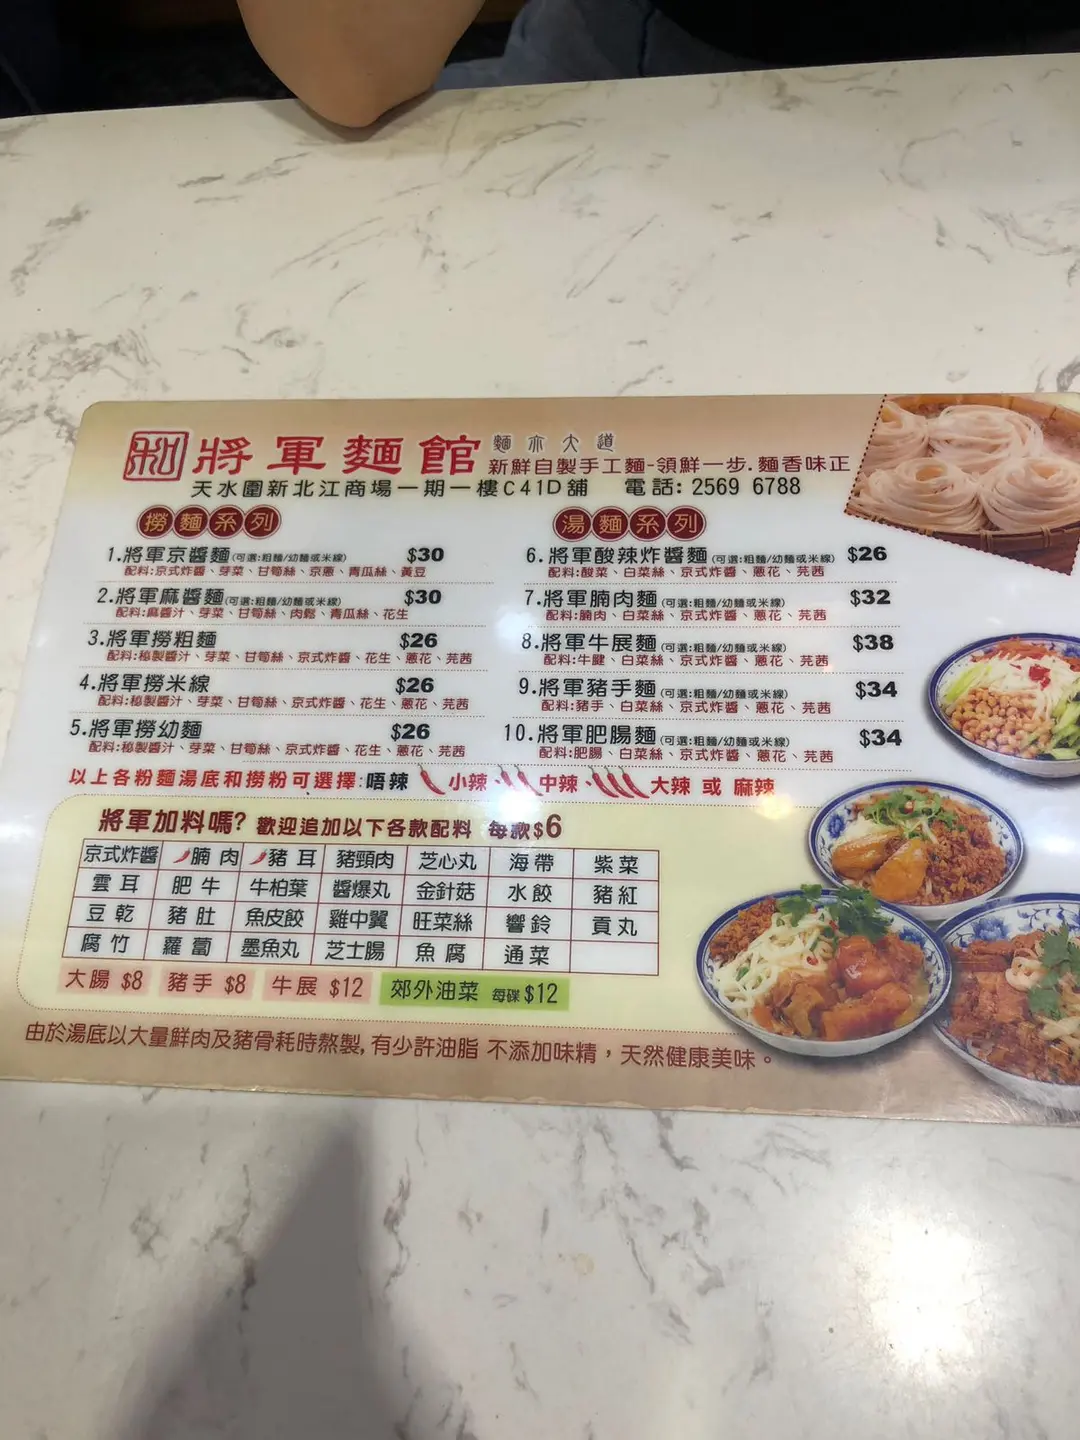 將軍麵館 麵亦大道
新鮮自製手工麵-領鮮一步.麵香味正
天水圍新北江商場一期一樓C41D舖 電話: 2569 6788
撈麵系列
1.將軍京醬麵(可選:粗麵/幼麵或米線) $30
配料:京式炸醬、芽菜、甘筍絲、京蔥、青瓜絲、黃豆
2.將軍麻醬麵(可選:粗麵/幼麵或米線) $30
配料:麻醬汁、芽菜、甘筍絲、肉鬆、青瓜絲、花生
3.將軍撈粗麵 $26
配料:秘製醬汁、芽菜、甘筍絲、京式炸醬、花生、蔥花、芫茜
4.將軍撈米線 $26
配料:秘製醬汁、芽菜、甘筍絲、京式炸醬、花生、蔥花、芫茜
5.將軍撈幼麵 $26
配料:秘製醬汁、芽菜、甘筍絲、京式炸醬、花生、蔥花、芫茜
湯麵系列
6.將軍酸辣炸醬麵(可選:粗麵/幼麵或米線) $26
配料:酸菜、白菜絲、京式炸醬、蔥花、芫茜
7.將軍腩肉麵(可選:粗麵/幼麵或米線) $32
配料:腩肉、白菜絲、京式炸醬、蔥花、芫茜
8.將軍牛展麵(可選:粗麵/幼麵或米線) $38
配料:牛腱、白菜絲、京式炸醬、蔥花、芫茜
9.將軍豬手麵(可選:粗麵/幼麵或米線) $34
配料:豬手、白菜絲、京式炸醬、蔥花、芫茜
10.將軍肥腸麵(可選:粗麵/幼麵或米線) $34
配料:肥腸、白菜絲、京式炸醬、蔥花、芫茜
以上各粉麵湯底和撈粉可選擇:唔辣 小辣、中辣、大辣 或 麻辣
將軍加料嗎? 歡迎追加以下各款配料 每款$6
京式炸醬 腩肉 豬耳 豬頸肉 芝心丸 海帶 紫菜
雲耳 肥牛 牛柏葉 醬爆丸 金針菇 水餃 豬紅
豆乾 豬肚 魚皮餃 雞中翼 旺菜絲 響鈴 貢丸
腐竹 蘿蔔 墨魚丸 芝士腸 魚腐 通菜
大腸 $8 豬手 $8 牛展 $12 郊外油菜 每碟$12
由於湯底以大量鮮肉及豬骨耗時熬製,有少許油脂 不添加味精，天然健康美味。